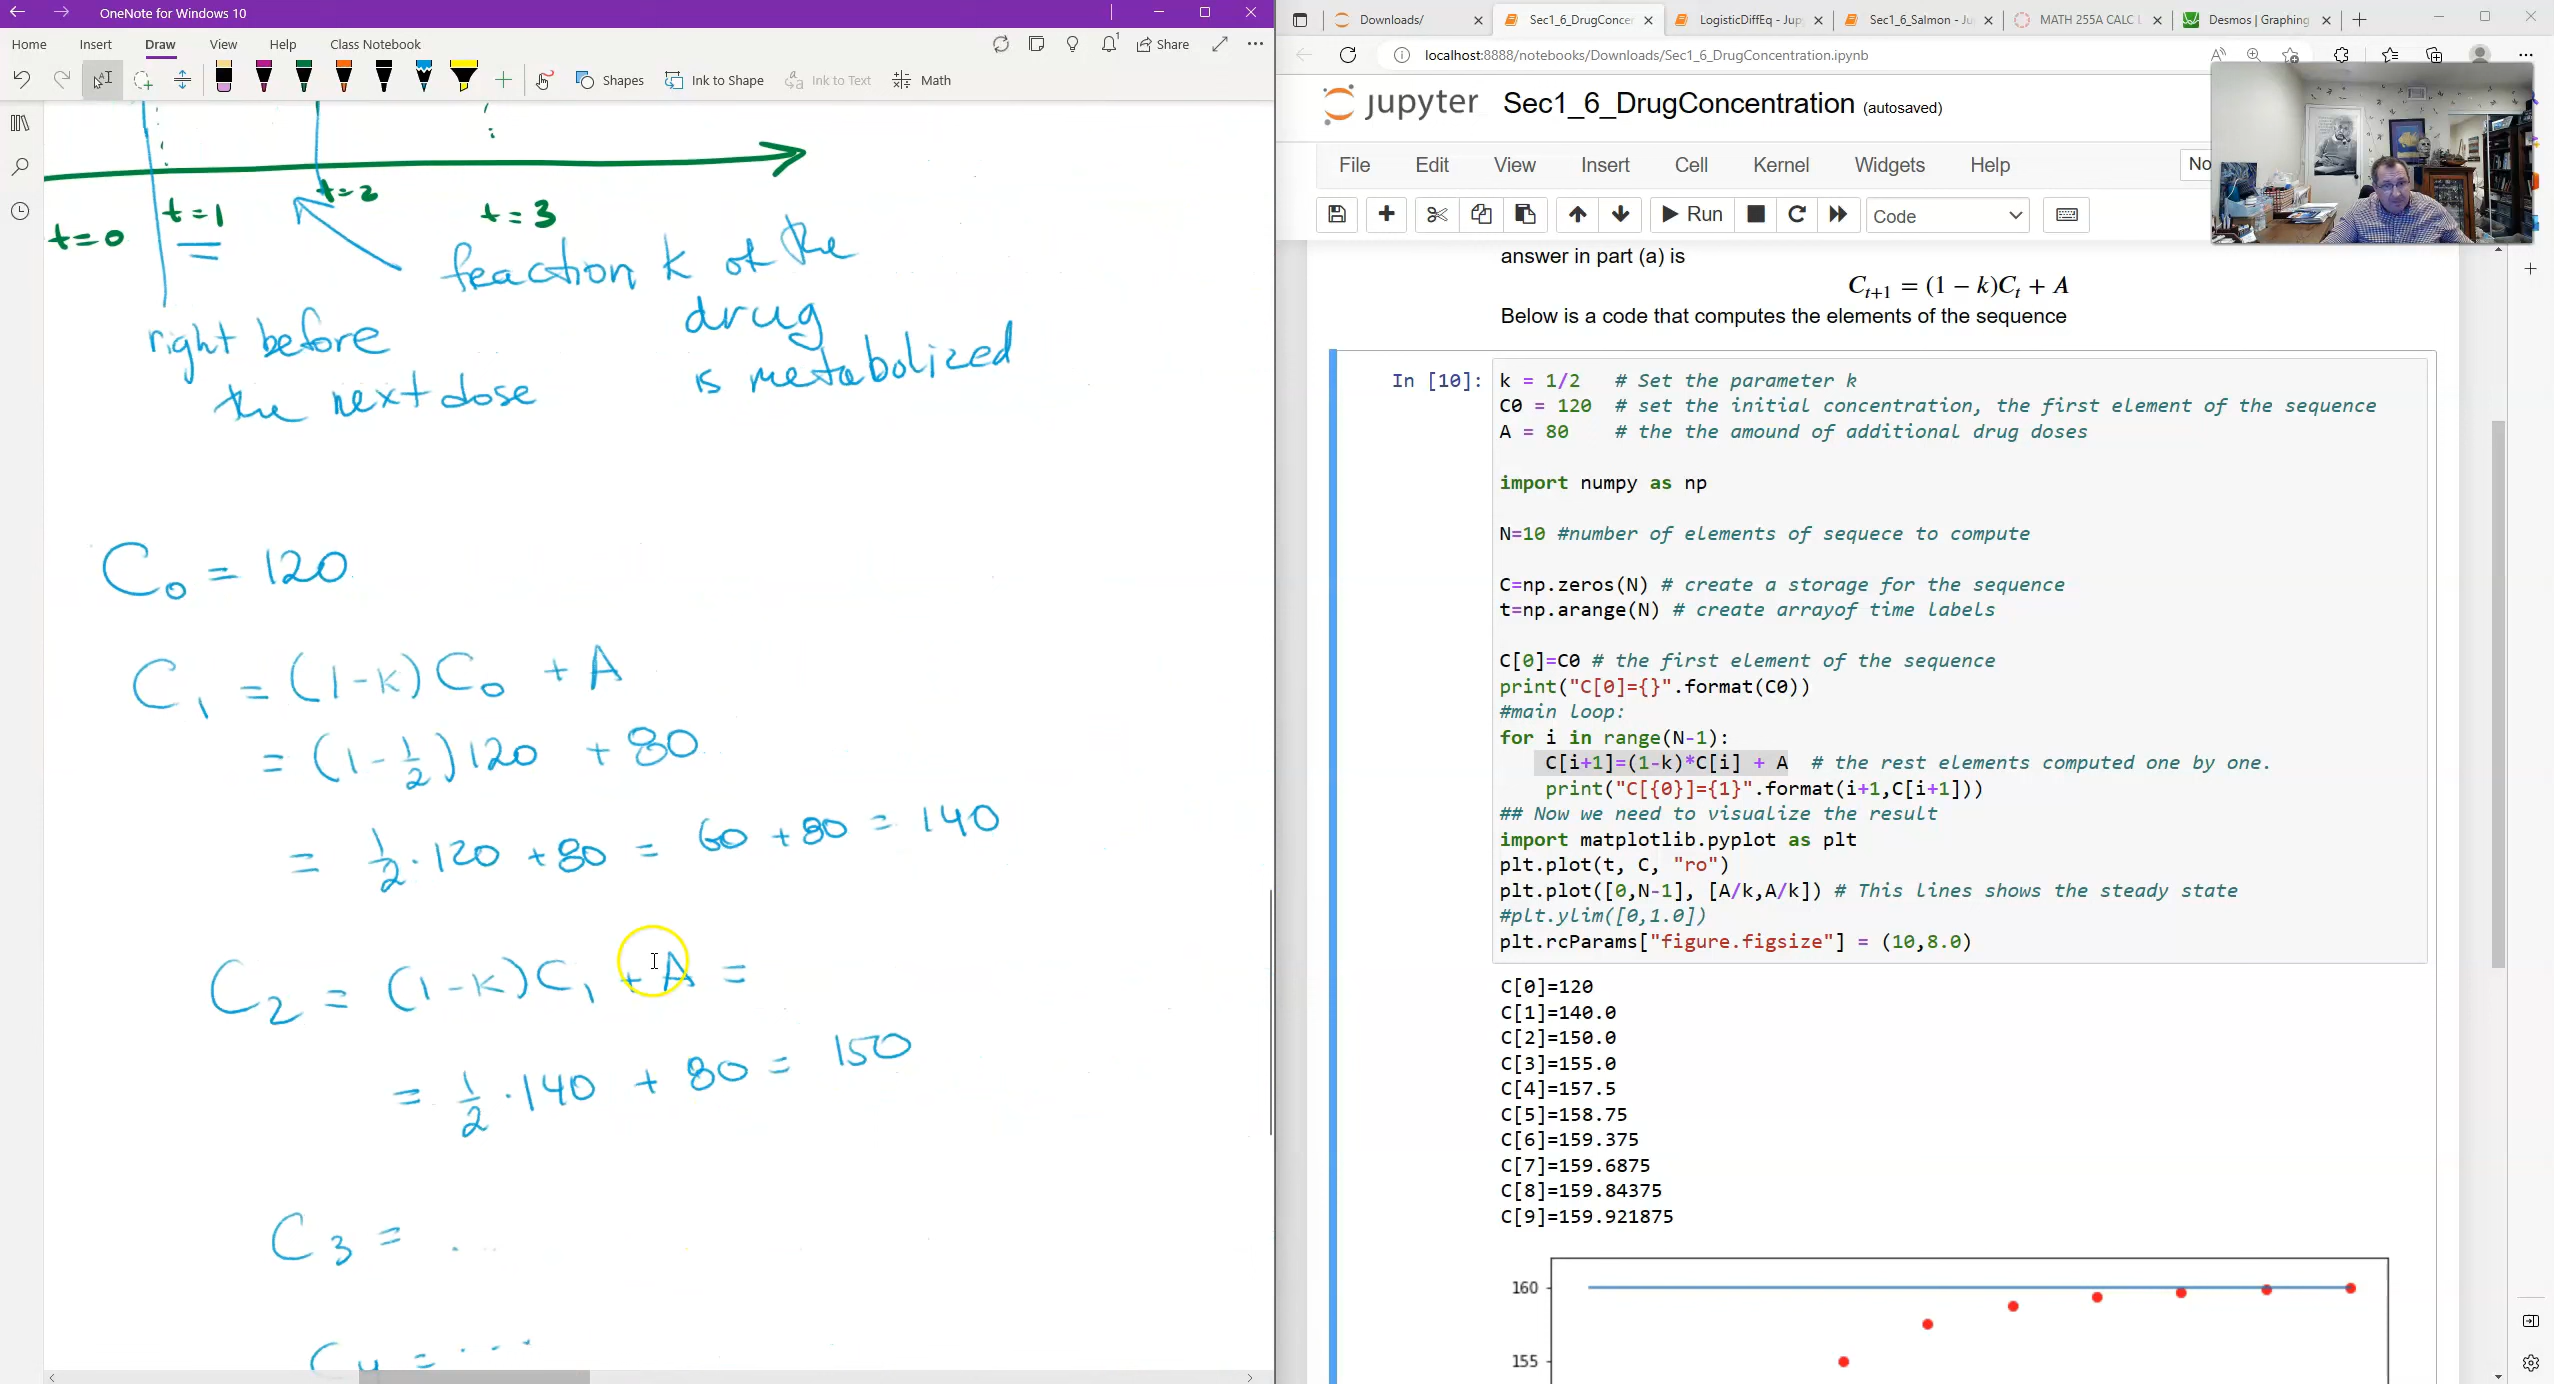 OneNote for Windows 10
Home Insert Draw View Help Class Notebook
Share
Shapes Ink to Shape Ink to Text Math
t=0
t=1
t=2
t=3
right before
the next dose
fraction k of the
drug
is metabolized
C₀ = 120
C₁ = (1-k) C₀ + A
= (1-1/2)120 + 80
= 1/2 · 120 + 80 = 60 + 80 = 140
C₂ = (1-k) C₁ + A =
= 1/2 · 140 + 80 = 150
C₃ = ...
C₄ = ...
Downloads/
Sec1_6_DrugConcer
LogisticDiffEq - Jup
Sec1_6_Salmon - Ju
MATH 255A CALC
Desmos | Graphing
localhost:8888/notebooks/Downloads/Sec1_6_DrugConcentration.ipynb
jupyter Sec1_6_DrugConcentration (autosaved)
File Edit View Insert Cell Kernel Widgets Help
No
Run Code
answer in part (a) is
Cₜ₊₁ = (1 − k)Cₜ + A
Below is a code that computes the elements of the sequence
In [10]:
k = 1/2 # Set the parameter k
C0 = 120 # set the initial concentration, the first element of the sequence
A = 80 # the the amound of additional drug doses
import numpy as np
N=10 #number of elements of sequece to compute
C=np.zeros(N) # create a storage for the sequence
t=np.arange(N) # create arrayof time labels
C[0]=C0 # the first element of the sequence
print("C[0]={}".format(C0))
#main loop:
for i in range(N-1):
C[i+1]=(1-k)*C[i] + A # the rest elements computed one by one.
print("C[{0}]={1}".format(i+1,C[i+1]))
## Now we need to visualize the result
import matplotlib.pyplot as plt
plt.plot(t, C, "ro")
plt.plot([0,N-1], [A/k,A/k]) # This lines shows the steady state
#plt.ylim([0,1.0])
plt.rcParams["figure.figsize"] = (10,8.0)
C[0]=120
C[1]=140.0
C[2]=150.0
C[3]=155.0
C[4]=157.5
C[5]=158.75
C[6]=159.375
C[7]=159.6875
C[8]=159.84375
C[9]=159.921875
160
155